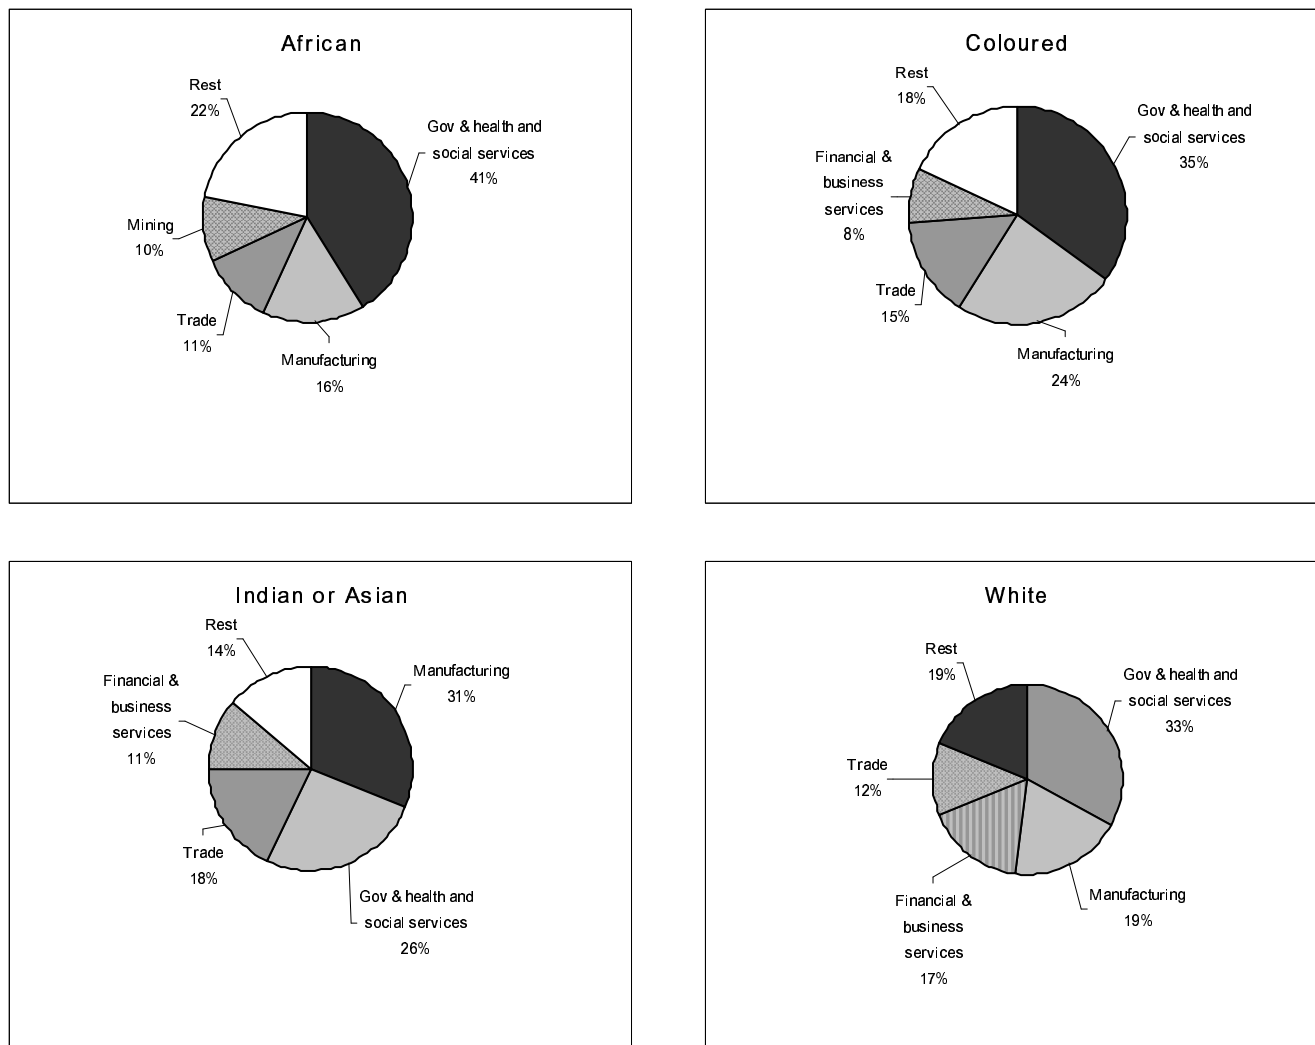 African
Rest
22%
Gov & health and
social services
41%
Mining
10%
Trade
11%
Manufacturing
16%
Coloured
Rest
18%
Gov & health and
social services
35%
Financial &
business
services
8%
Trade
15%
Manufacturing
24%
Indian or Asian
Rest
14%
Manufacturing
31%
Financial &
business
services
11%
Trade
18%
Gov & health and
social services
26%
White
Rest
19%
Gov & health and
social services
33%
Trade
12%
Manufacturing
19%
Financial &
business
services
17%